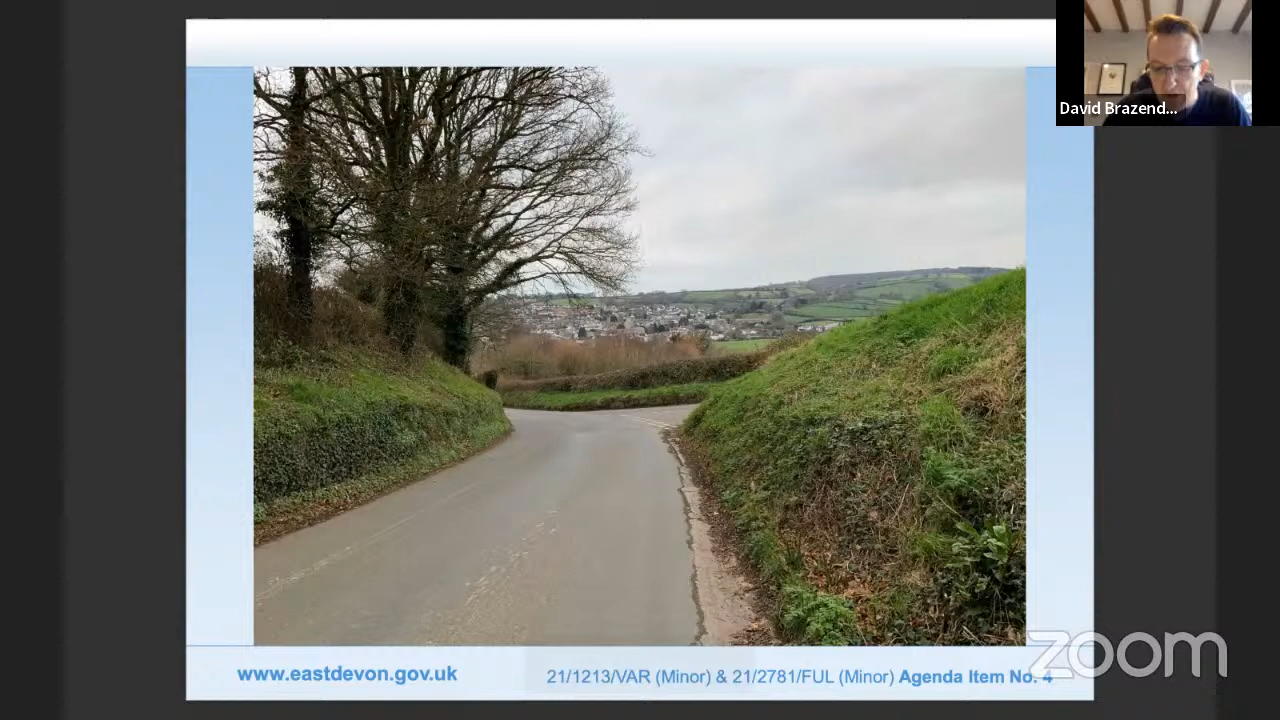 David Brazend...
www.eastdevon.gov.uk
21/1213/VAR (Minor) & 21/2781/FUL (Minor) Agenda Item No. 4
zoom